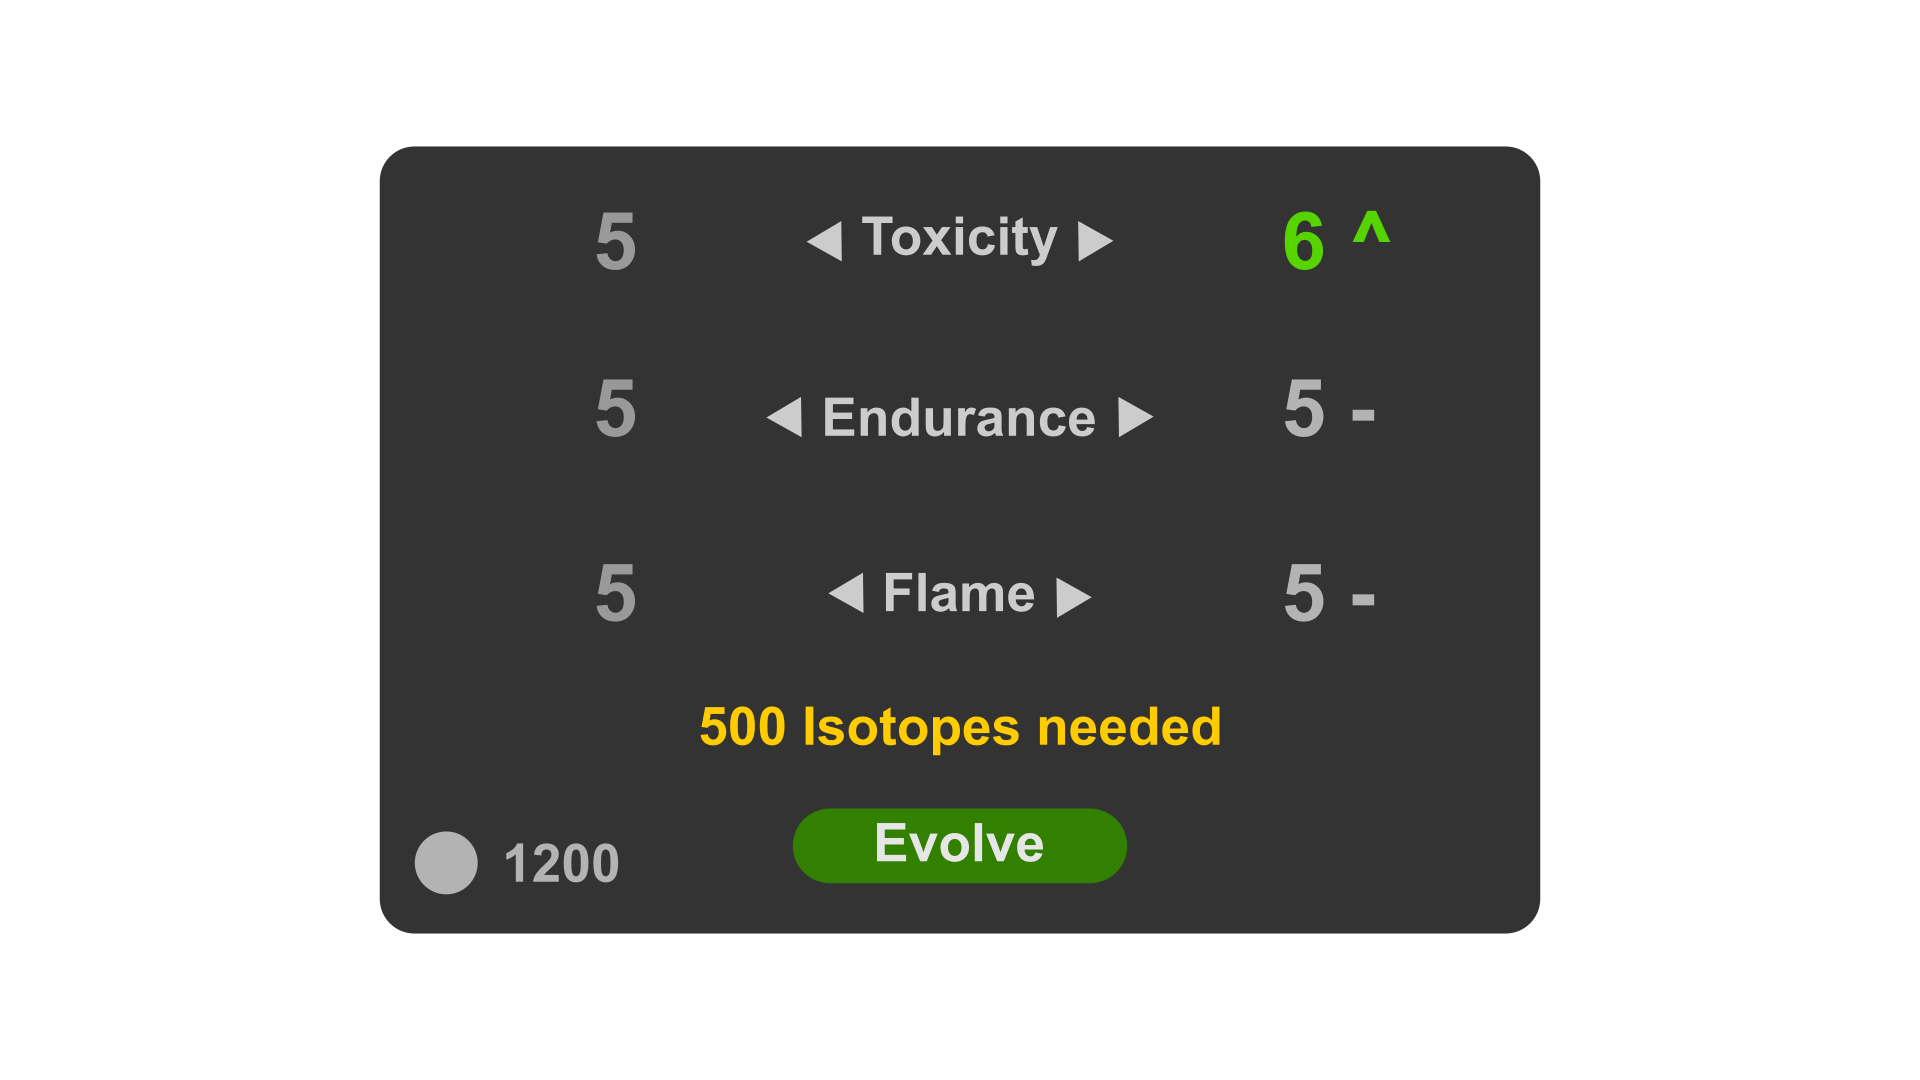 5 Toxicity 6 ^
5 Endurance 5 -
5 Flame 5 -
500 Isotopes needed
Evolve
1200